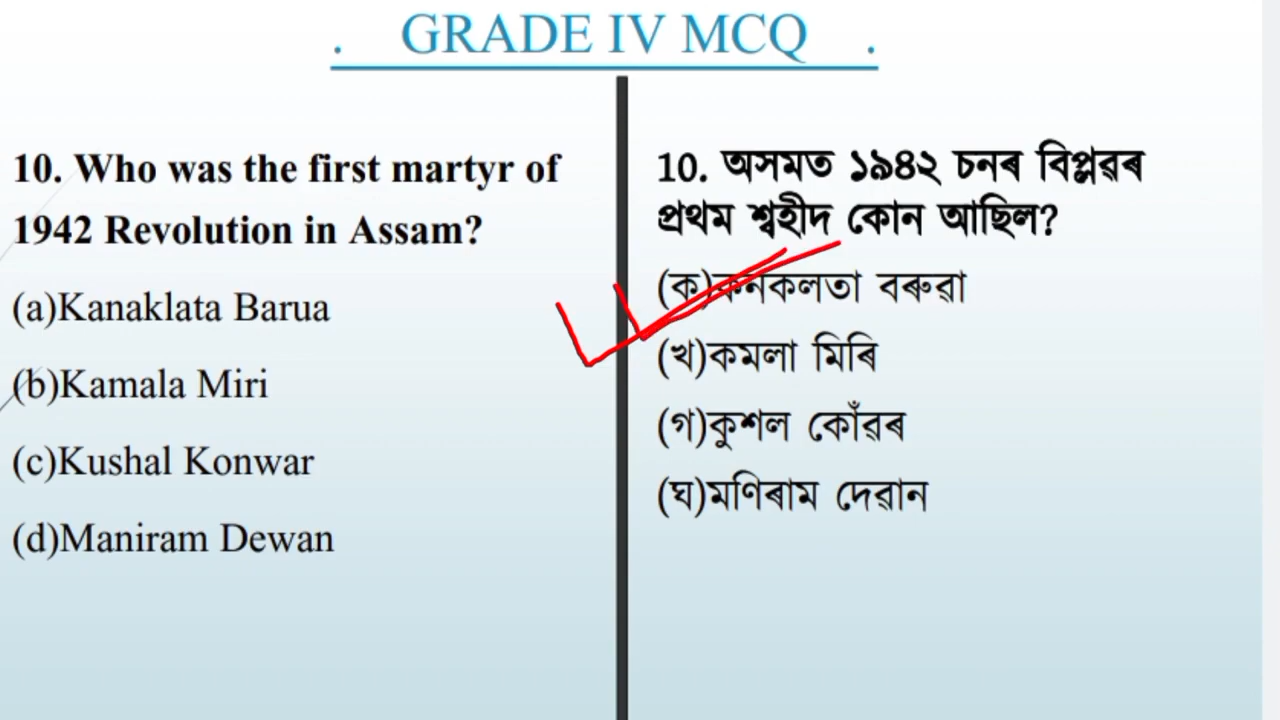 . GRADE IV MCQ .
10. Who was the first martyr of
1942 Revolution in Assam?
(a)Kanaklata Barua
(b)Kamala Miri
(c)Kushal Konwar
(d)Maniram Dewan
10. অসমত ১৯৪২ চনৰ বিপ্লৱৰ
প্ৰথম শ্বহীদ কোন আছিল?
(ক)কনকলতা বৰুৱা
(খ)কমলা মিৰি
(গ)কুশল কোঁৱৰ
(ঘ)মণিৰাম দেৱান